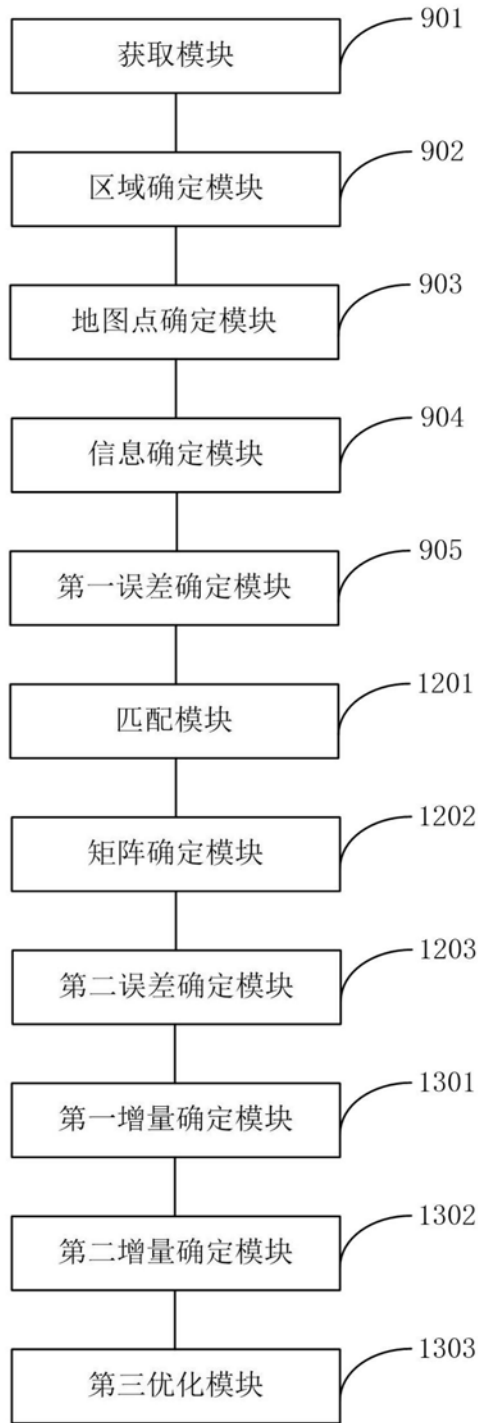 901
获取模块
902
区域确定模块
903
地图点确定模块
904
信息确定模块
905
第一误差确定模块
1201
匹配模块
1202
矩阵确定模块
1203
第二误差确定模块
1301
第一增量确定模块
1302
第二增量确定模块
1303
第三优化模块